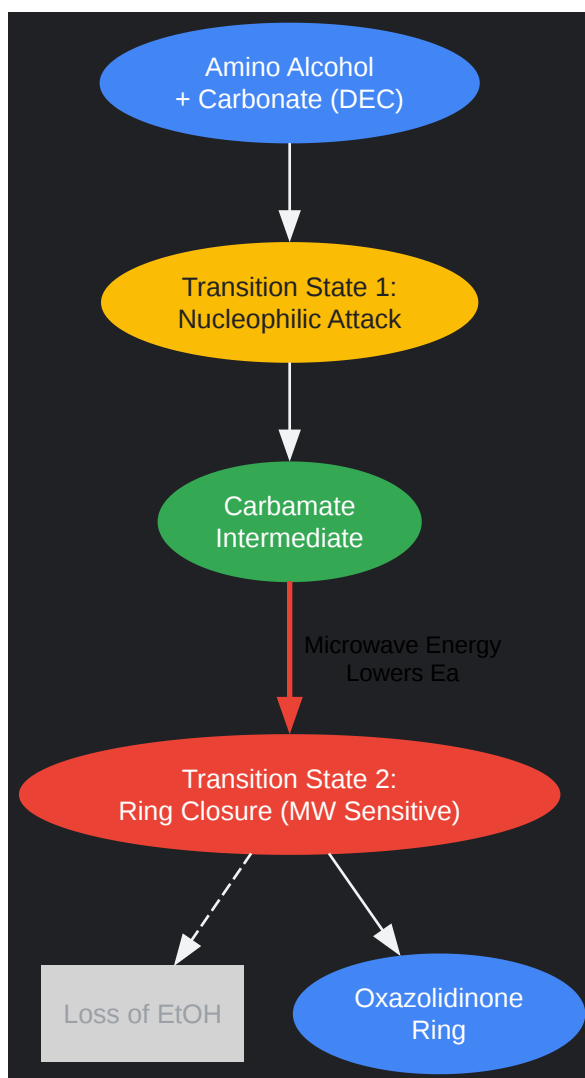 Amino Alcohol
+ Carbonate (DEC)
Transition State 1:
Nucleophilic Attack
Carbamate
Intermediate
Microwave Energy
Lowers Ea
Transition State 2:
Ring Closure (MW Sensitive)
Loss of EtOH
Oxazolidinone
Ring